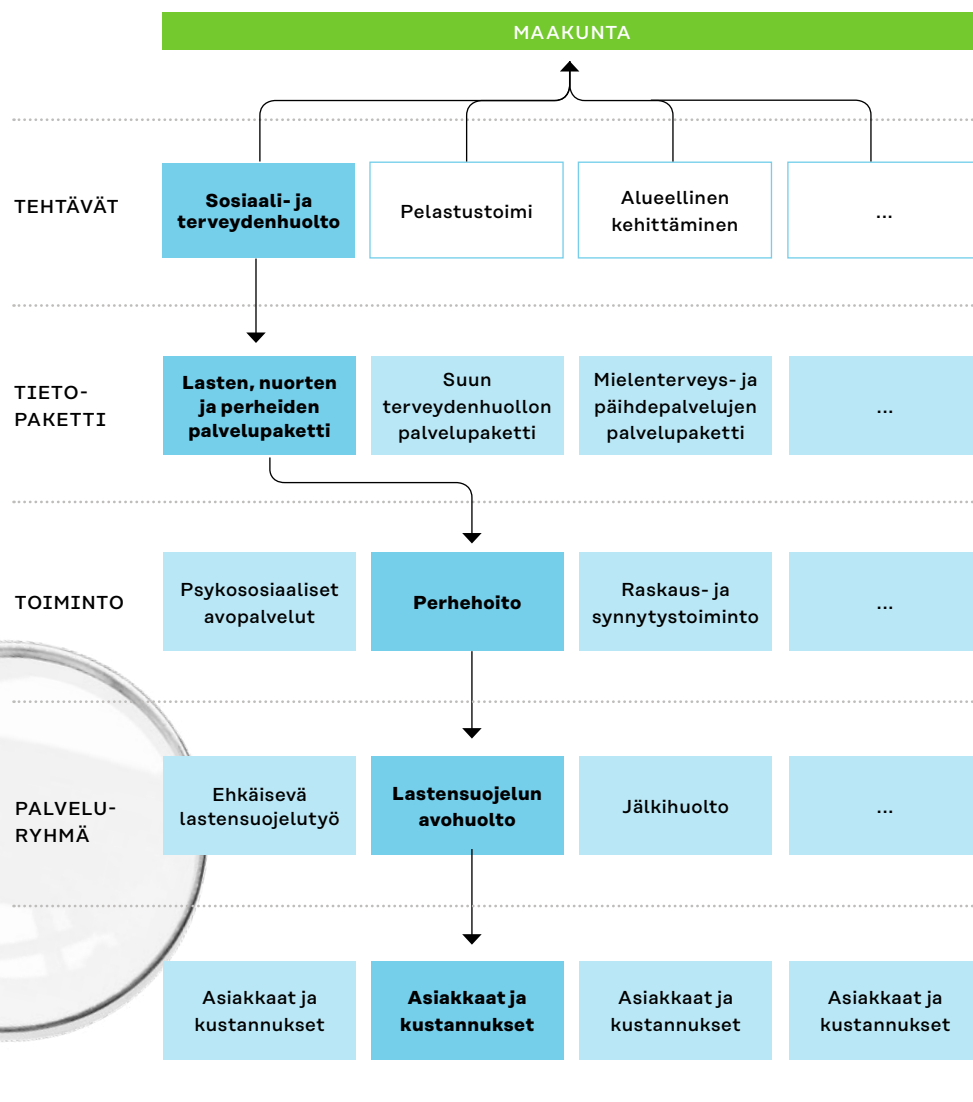 MAAKUNTA
TEHTÄVÄT
Sosiaali- ja
terveydenhuolto
Pelastustoimi
Alueellinen
kehittäminen
...
TIETO-
PAKETTI
Lasten, nuorten
ja perheiden
palvelupaketti
Suun
terveydenhuollon
palvelupaketti
Mielenterveys- ja
päihdepalvelujen
palvelupaketti
...
TOIMINTO
Psykososiaaliset
avopalvelut
Perhehoito
Raskaus- ja
synnytystoiminto
...
PALVELU-
RYHMÄ
Ehkäisevä
lastensuojelutyö
Lastensuojelun
avohuolto
Jälkihuolto
...
Asiakkaat ja
kustannukset
Asiakkaat ja
kustannukset
Asiakkaat ja
kustannukset
Asiakkaat ja
kustannukset